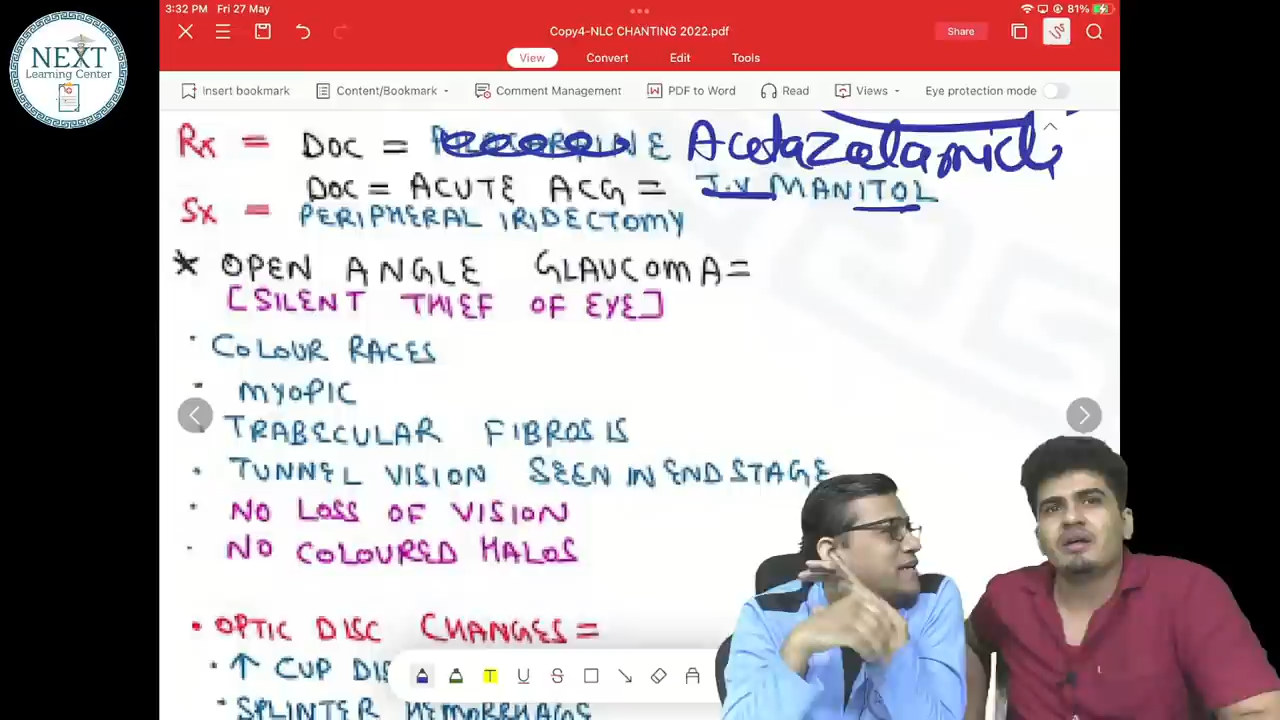 3:32 PM Fri 27 May
81%
NEXT
Learning Center
Copy4-NLC CHANTING 2022.pdf
Share
View Convert Edit Tools
Insert bookmark Content/Bookmark Comment Management PDF to Word Read Views Eye protection mode
Rx = DOC = Acetazolamide
DOC = ACUTE ACG = I.V MANITOL
Sx = PERIPHERAL IRIDECTOMY
* OPEN ANGLE GLAUCOMA =
[SILENT THIEF OF EYE]
COLOUR RACES
MYOPIC
TRABECULAR FIBROSIS
TUNNEL VISION SEEN IN END STAGE
NO LOSS OF VISION
NO COLOURED HALOS
• OPTIC DISC CHANGES =
↑ CUP
SPLINTER HEMORRHAGE